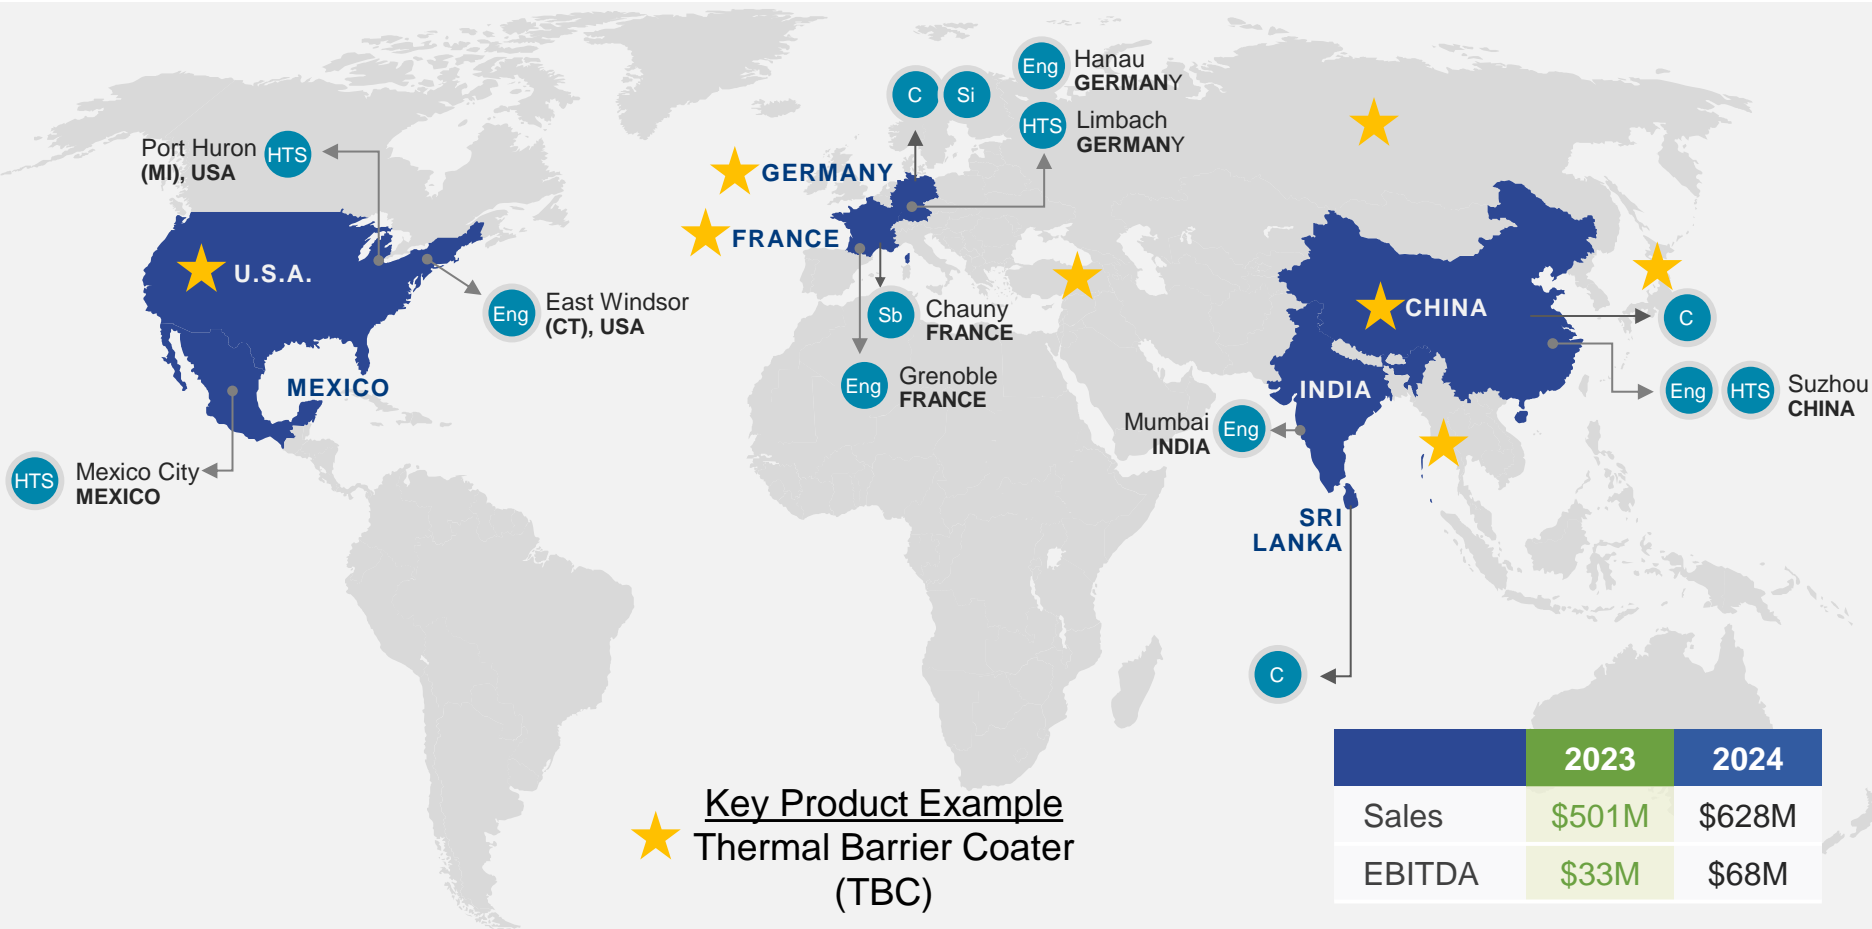 C
Si
Eng
Hanau
GERMANY
HTS
Limbach
GERMANY
Port Huron
(MI), USA
HTS
GERMANY
FRANCE
U.S.A.
Eng
East Windsor
(CT), USA
MEXICO
HTS
Mexico City
MEXICO
Sb
Chauny
FRANCE
Eng
Grenoble
FRANCE
CHINA
C
INDIA
Eng
HTS
Suzhou
CHINA
Mumbai
INDIA
Eng
SRI
LANKA
C
Key Product Example
Thermal Barrier Coater
(TBC)
2023 2024
Sales $501M $628M
EBITDA $33M $68M